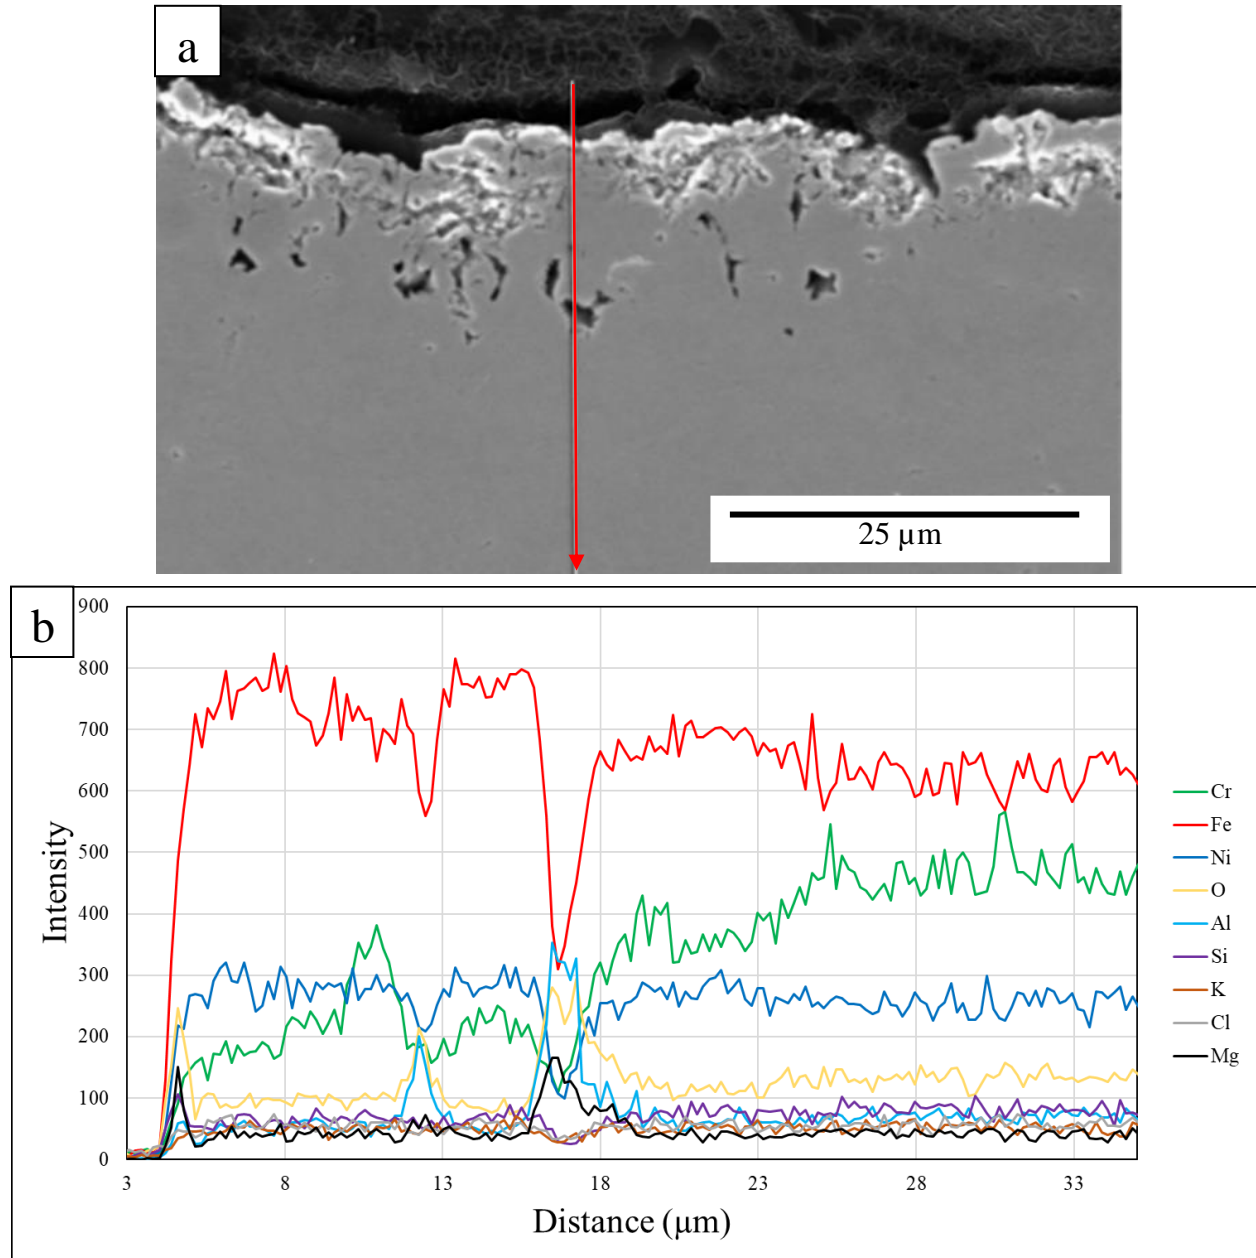 a
25 µm
b
900
800
700
600
500
400
300
200
100
0
Intensity
3 8 13 18 23 28 33
Distance (µm)
Cr
Fe
Ni
O
Al
Si
K
Cl
Mg